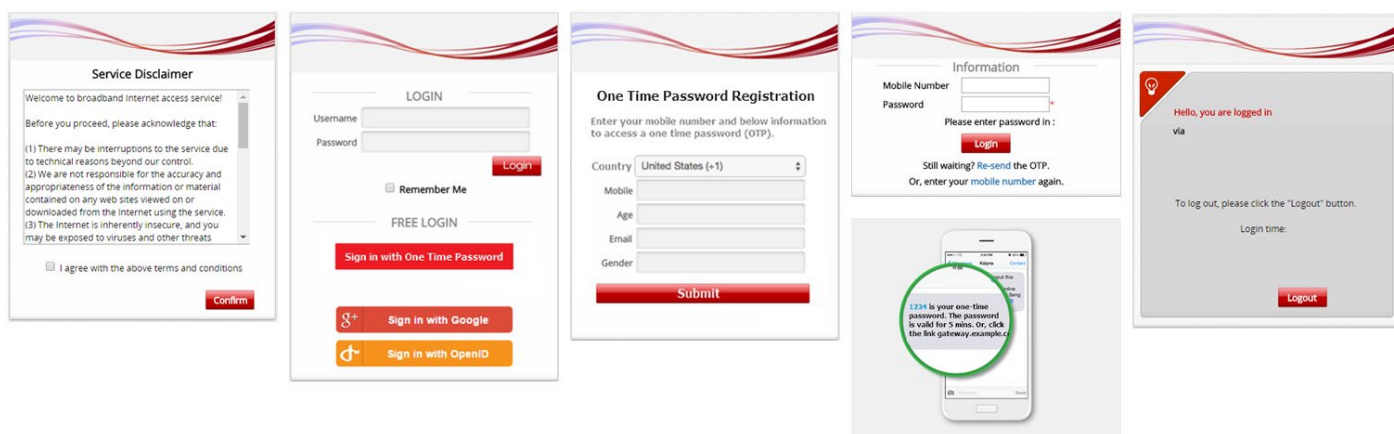 Service Disclaimer
Welcome to broadband Internet access service!
Before you proceed, please acknowledge that:
(1) There may be interruptions to the service due
to technical reasons beyond our control.
(2) We are not responsible for the accuracy and
appropriateness of the information or material
contained on any web sites viewed on or
downloaded from the Internet using the service.
(3) The Internet is inherently insecure, and you
may be exposed to viruses and other threats
I agree with the above terms and conditions
Confirm
LOGIN
Username
Password
Login
Remember Me
FREE LOGIN
Sign in with One Time Password
g+ Sign in with Google
Sign in with OpenID
One Time Password Registration
Enter your mobile number and below information
to access a one time password (OTP).
Country United States (+1)
Mobile
Age
Email
Gender
Submit
Information
Mobile Number
Password *
Please enter password in :
Login
Still waiting? Re-send the OTP.
Or, enter your mobile number again.
Kalyna Contact
1234 is your one-time
password. The password
is valid for 5 mins. Or, click
the link gateway.example.c
Message Send
Hello, you are logged in
via
To log out, please click the "Logout" button.
Login time:
Logout